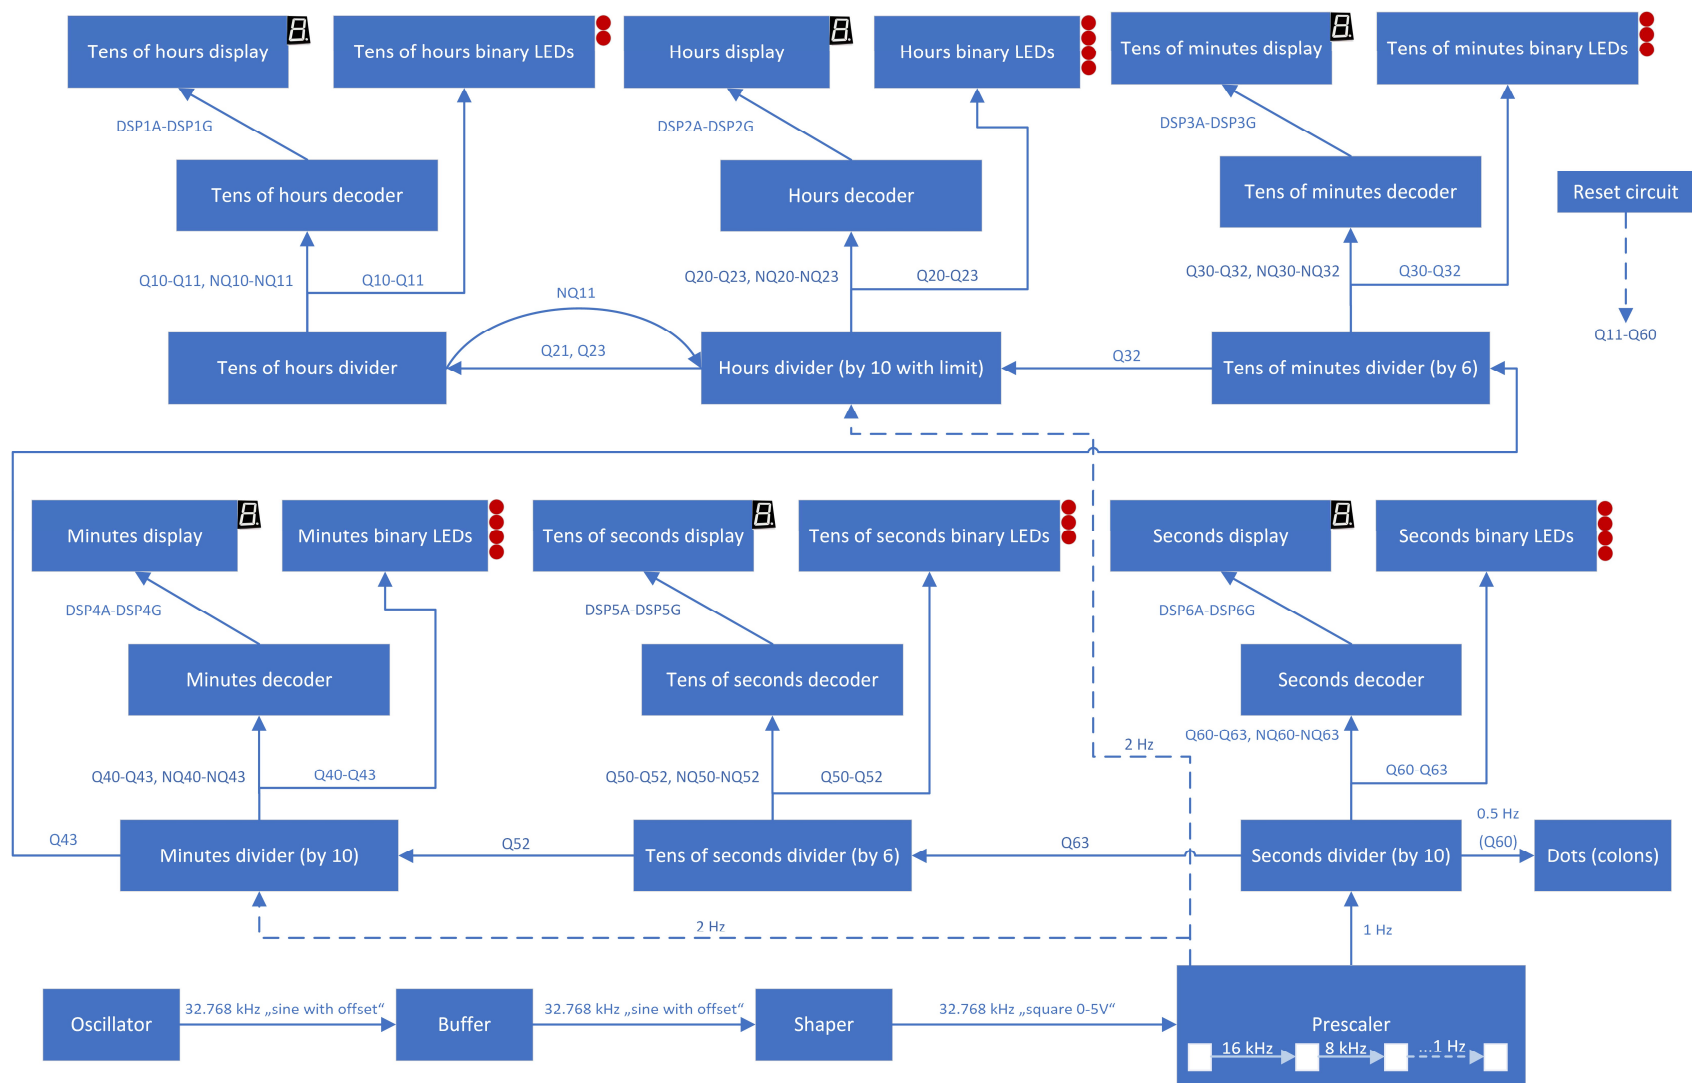 Tens of hours display
Tens of hours binary LEDs
Hours display
Hours binary LEDs
Tens of minutes display
Tens of minutes binary LEDs
DSP1A-DSP1G
DSP2A-DSP2G
DSP3A-DSP3G
Tens of hours decoder
Hours decoder
Tens of minutes decoder
Reset circuit
Q10-Q11, NQ10-NQ11
Q10-Q11
Q20-Q23, NQ20-NQ23
Q20-Q23
Q30-Q32, NQ30-NQ32
Q30-Q32
NQ11
Q11-Q60
Tens of hours divider
Q21, Q23
Hours divider (by 10 with limit)
Q32
Tens of minutes divider (by 6)
Minutes display
Minutes binary LEDs
Tens of seconds display
Tens of seconds binary LEDs
Seconds display
Seconds binary LEDs
DSP4A-DSP4G
DSP5A-DSP5G
DSP6A-DSP6G
Minutes decoder
Tens of seconds decoder
Seconds decoder
Q40-Q43, NQ40-NQ43
Q40-Q43
Q50-Q52, NQ50-NQ52
Q50-Q52
2 Hz
Q60-Q63, NQ60-NQ63
Q60-Q63
Q43
Minutes divider (by 10)
Q52
Tens of seconds divider (by 6)
Q63
Seconds divider (by 10)
0.5 Hz
(Q60)
Dots (colons)
2 Hz
1 Hz
Oscillator
32.768 kHz „sine with offset“
Buffer
32.768 kHz „sine with offset“
Shaper
32.768 kHz „square 0-5V“
Prescaler
16 kHz
8 kHz
...1 Hz